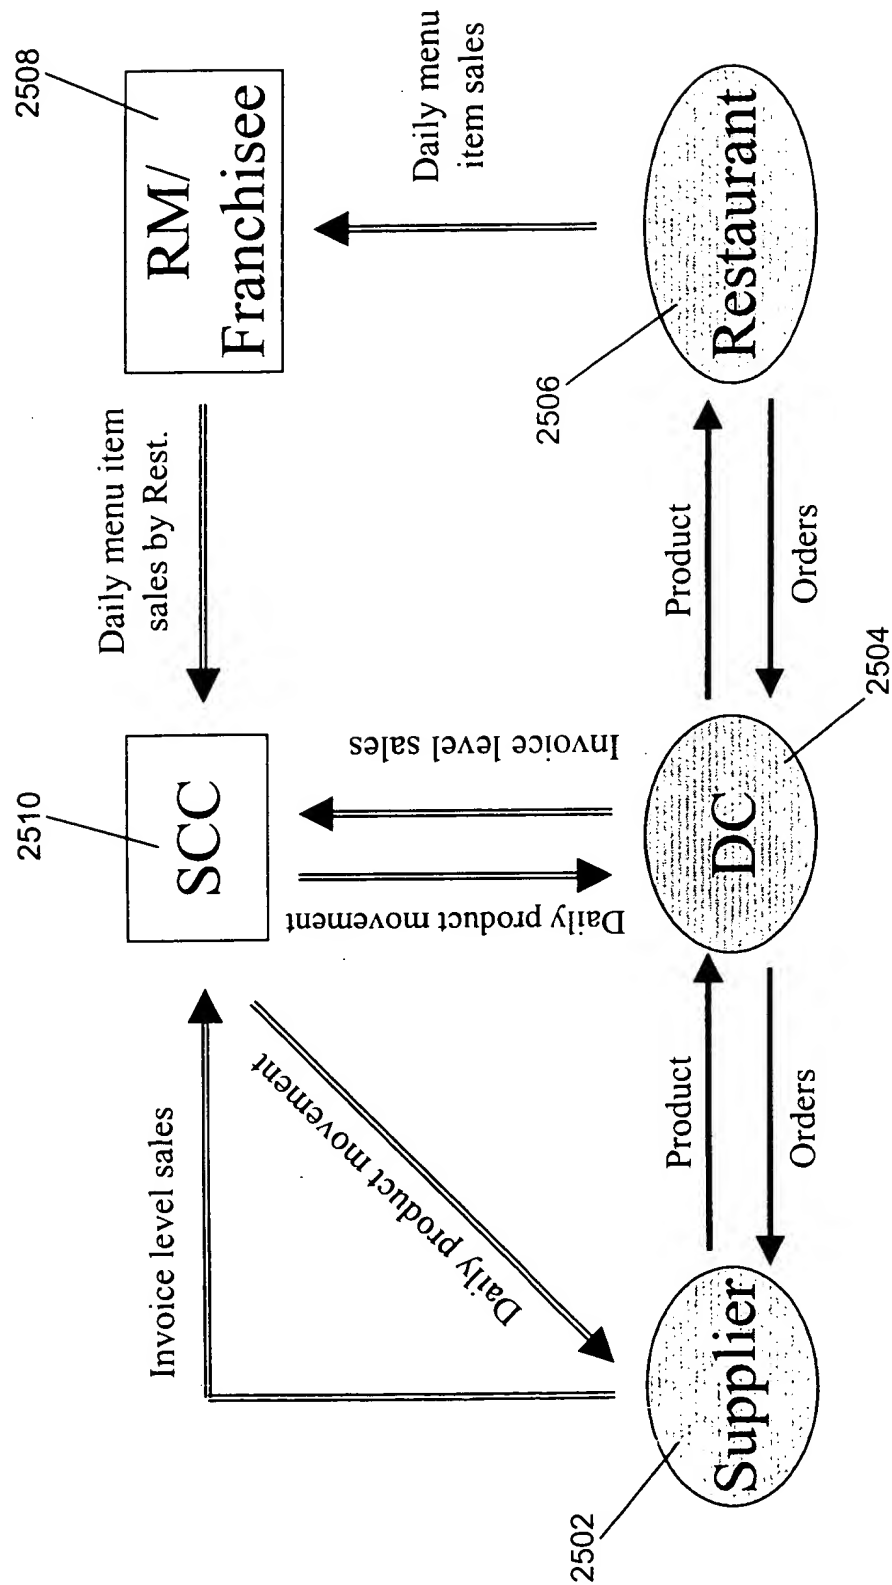 Invoice level sales
2510
SCC
Daily menu item
sales by Rest.
2508
RM/
Franchisee
Daily product movement
Daily product movement
Invoice level sales
Daily menu
item sales
2502
Supplier
Product
Orders
DC
2504
Product
Orders
2506
Restaurant